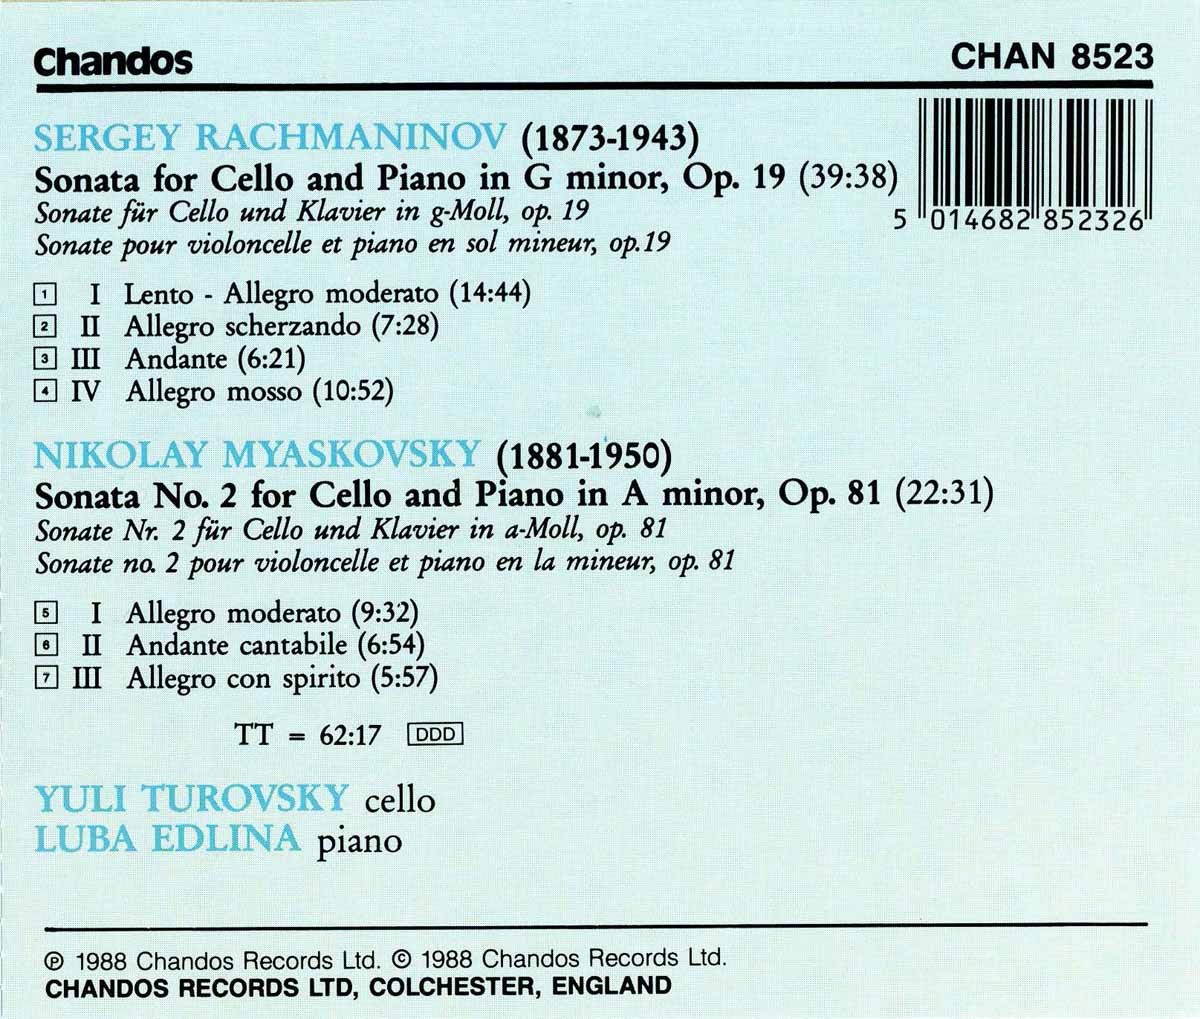 Chandos
CHAN 8523
SERGEY RACHMANINOV (1873-1943)
Sonata for Cello and Piano in G minor, Op. 19 (39:38)
Sonate für Cello und Klavier in g-Moll, op. 19
Sonate pour violoncelle et piano en sol mineur, op.19
5 014682 852326
1 I Lento - Allegro moderato (14:44)
2 II Allegro scherzando (7:28)
3 III Andante (6:21)
4 IV Allegro mosso (10:52)
NIKOLAY MYASKOVSKY (1881-1950)
Sonata No. 2 for Cello and Piano in A minor, Op. 81 (22:31)
Sonate Nr. 2 für Cello und Klavier in a-Moll, op. 81
Sonate no. 2 pour violoncelle et piano en la mineur, op. 81
5 I Allegro moderato (9:32)
6 II Andante cantabile (6:54)
7 III Allegro con spirito (5:57)
TT = 62:17 DDD
YULI TUROVSKY cello
LUBA EDLINA piano
℗ 1988 Chandos Records Ltd. © 1988 Chandos Records Ltd.
CHANDOS RECORDS LTD, COLCHESTER, ENGLAND